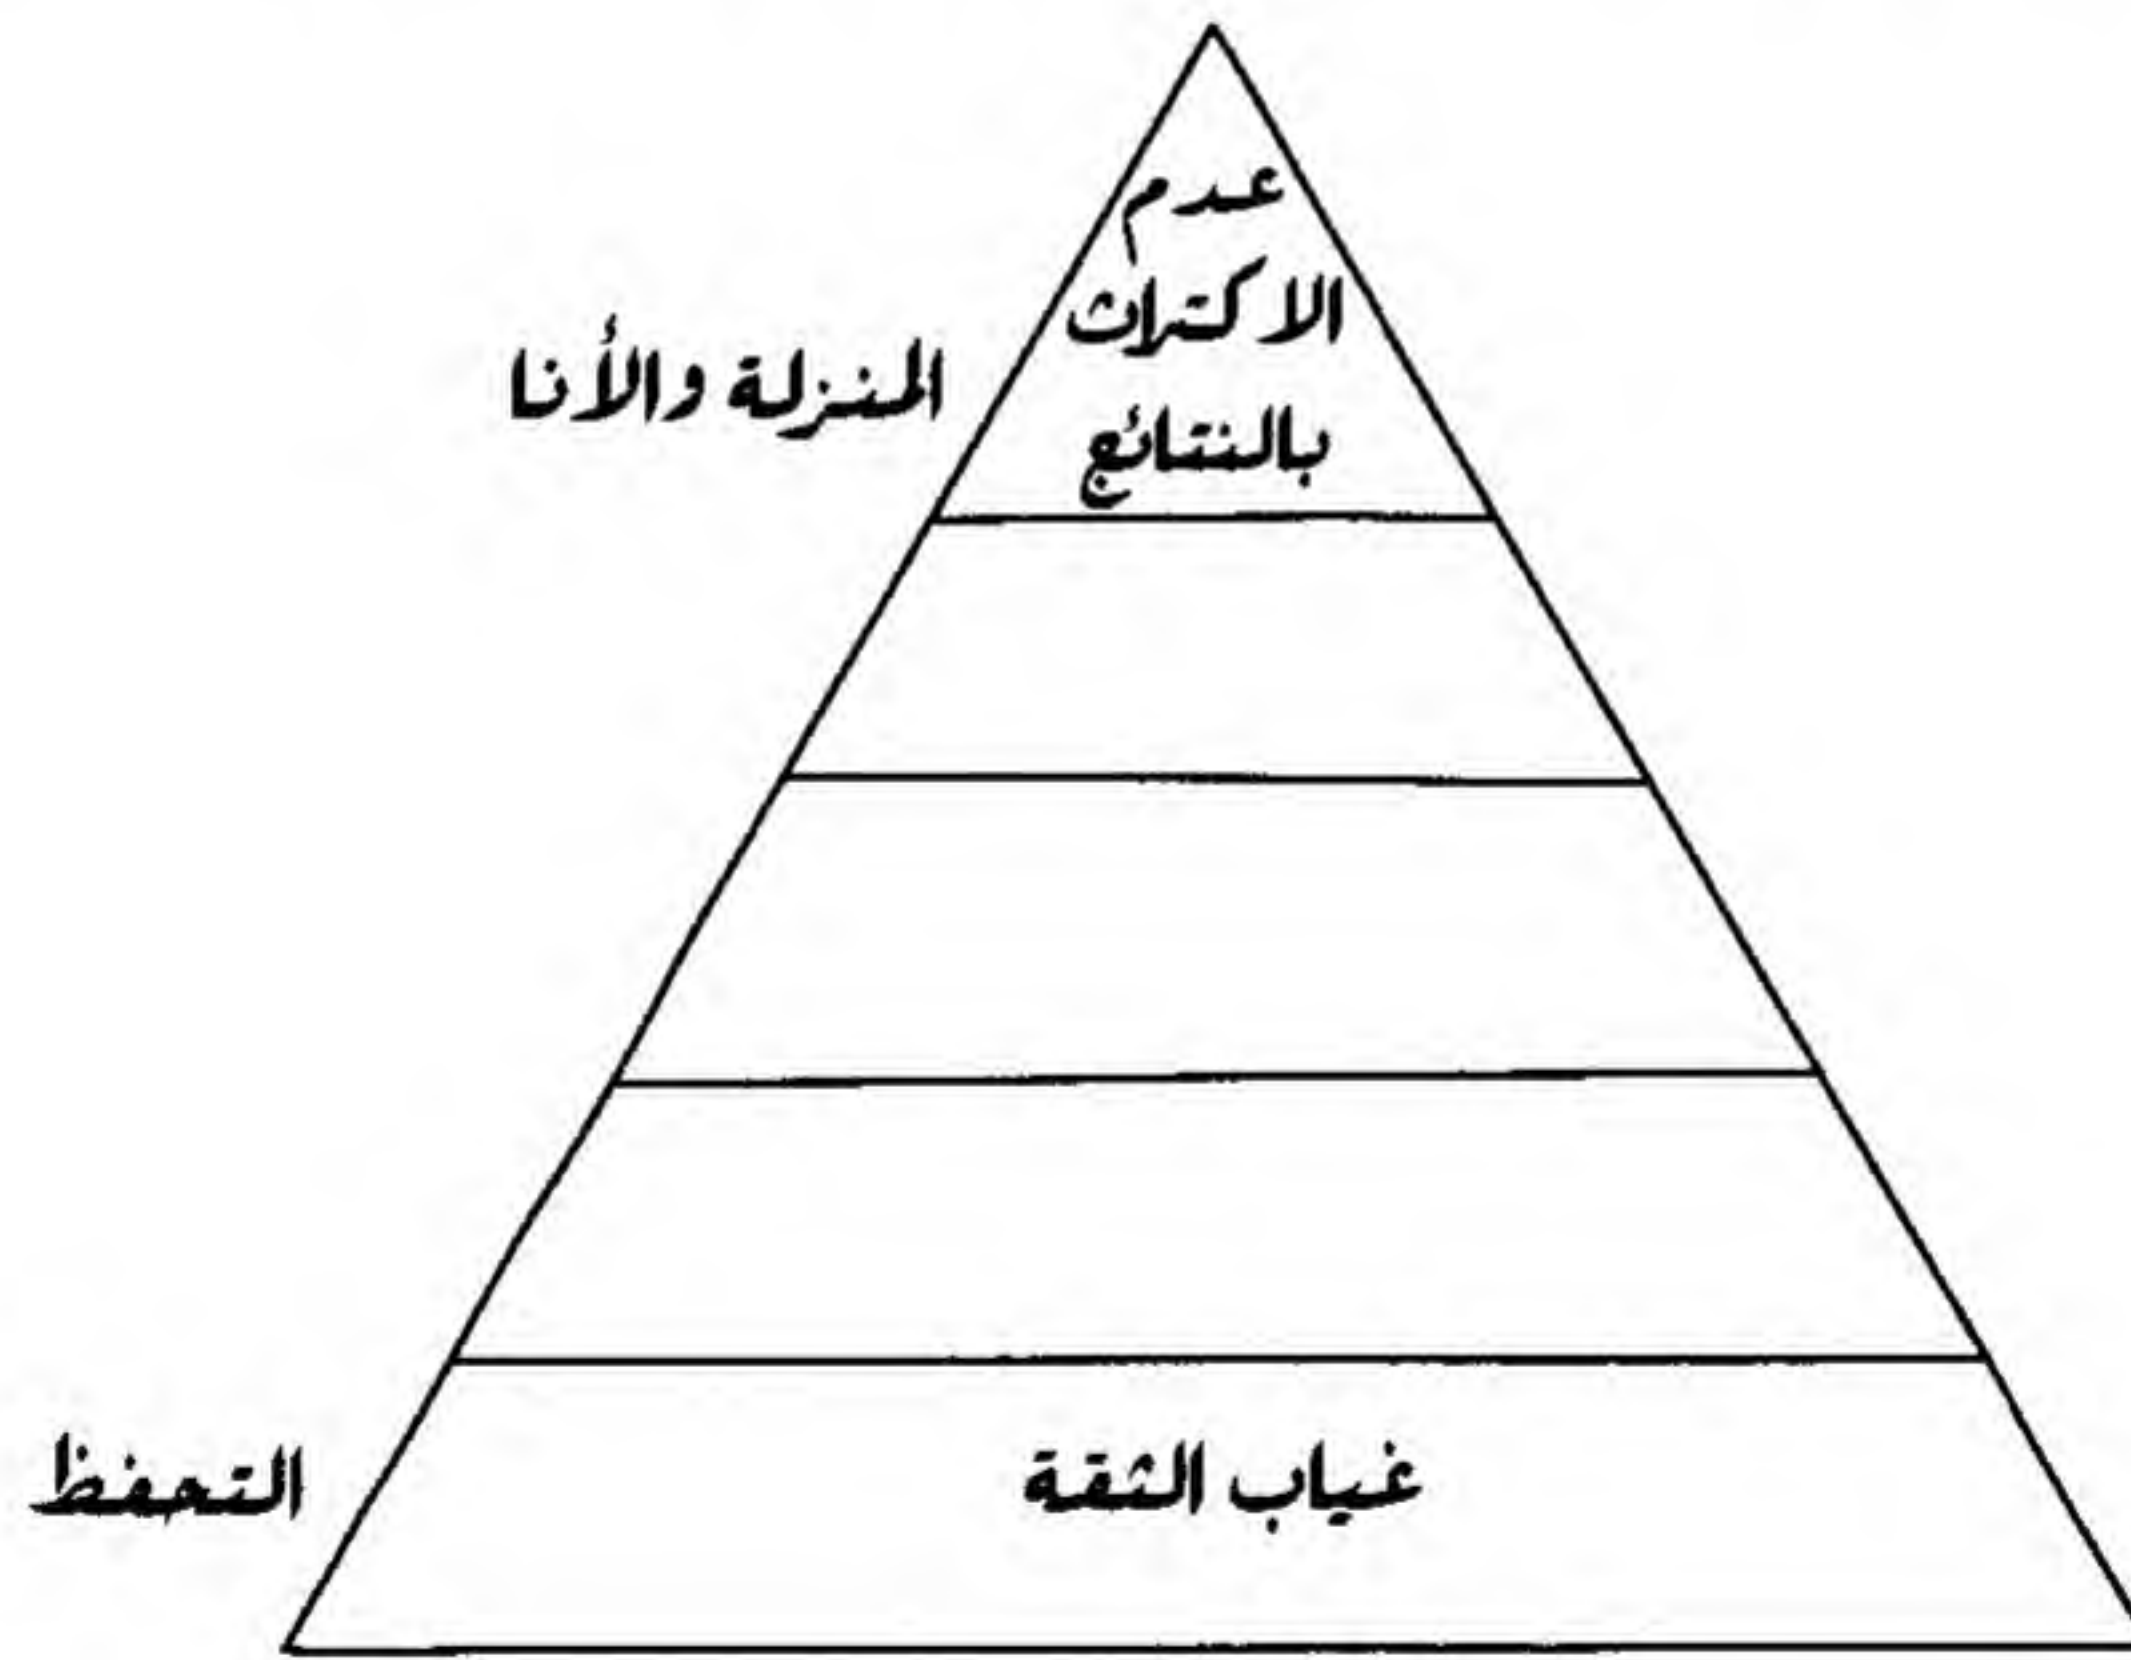 عدم
الاكتراث
بالنتائج
المنزلة والأنا
غياب الثقة
التحفظ